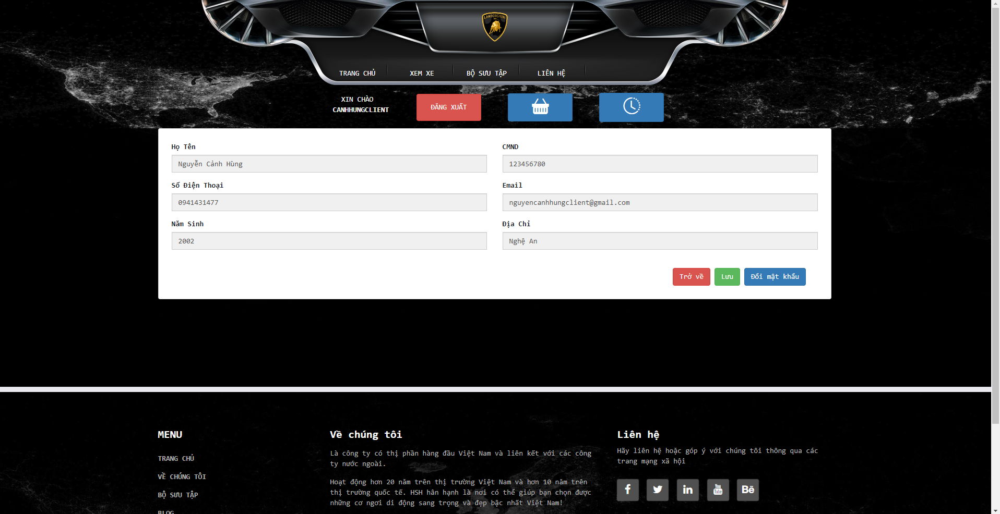 LAMBORGHINI
TRANG CHỦ
XEM XE
BỘ SƯU TẬP
LIÊN HỆ
XIN CHÀO
CANHHUNGCLIENT
ĐĂNG XUẤT
Họ Tên
CMND
Nguyễn Cảnh Hùng
123456780
Số Điện Thoại
Email
0941431477
nguyencanhhungclient@gmail.com
Năm Sinh
Địa Chỉ
2002
Nghệ An
Trở về
Lưu
Đổi mật khẩu
MENU
TRANG CHỦ
VỀ CHÚNG TÔI
BỘ SƯU TẬP
BLOG
Về chúng tôi
Là công ty có thị phần hàng đầu Việt Nam và liên kết với các công
ty nước ngoài.
Hoạt động hơn 20 năm trên thị trường Việt Nam và hơn 10 năm trên
thị trường quốc tế. HSH hân hạnh là nơi có thể giúp bạn chọn được
những cơ ngơi di động sang trọng và đẹp bậc nhất Việt Nam!
Liên hệ
Hãy liên hệ hoặc góp ý với chúng tôi thông qua các
trang mạng xã hội
f
in
You
Tube
Bē